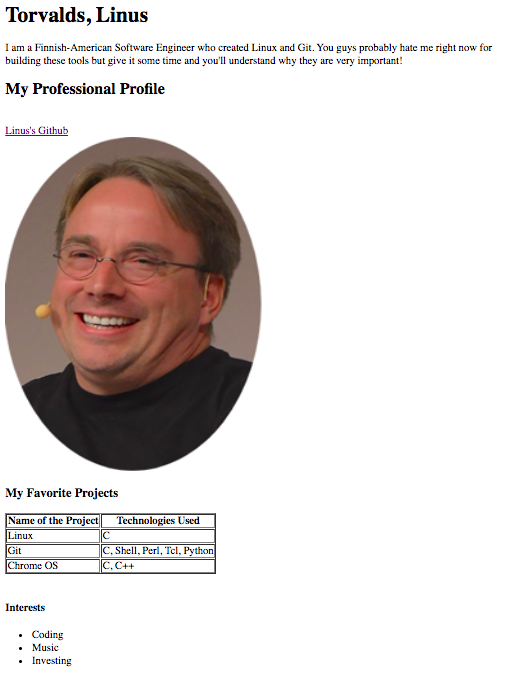 Torvalds, Linus
I am a Finnish-American Software Engineer who created Linux and Git. You guys probably hate me right now for
building these tools but give it some time and you'll understand why they are very important!
My Professional Profile
Linus's Github
My Favorite Projects
Name of the Project Technologies Used
Linux C
Git C, Shell, Perl, Tcl, Python
Chrome OS C, C++
Interests
Coding
Music
Investing